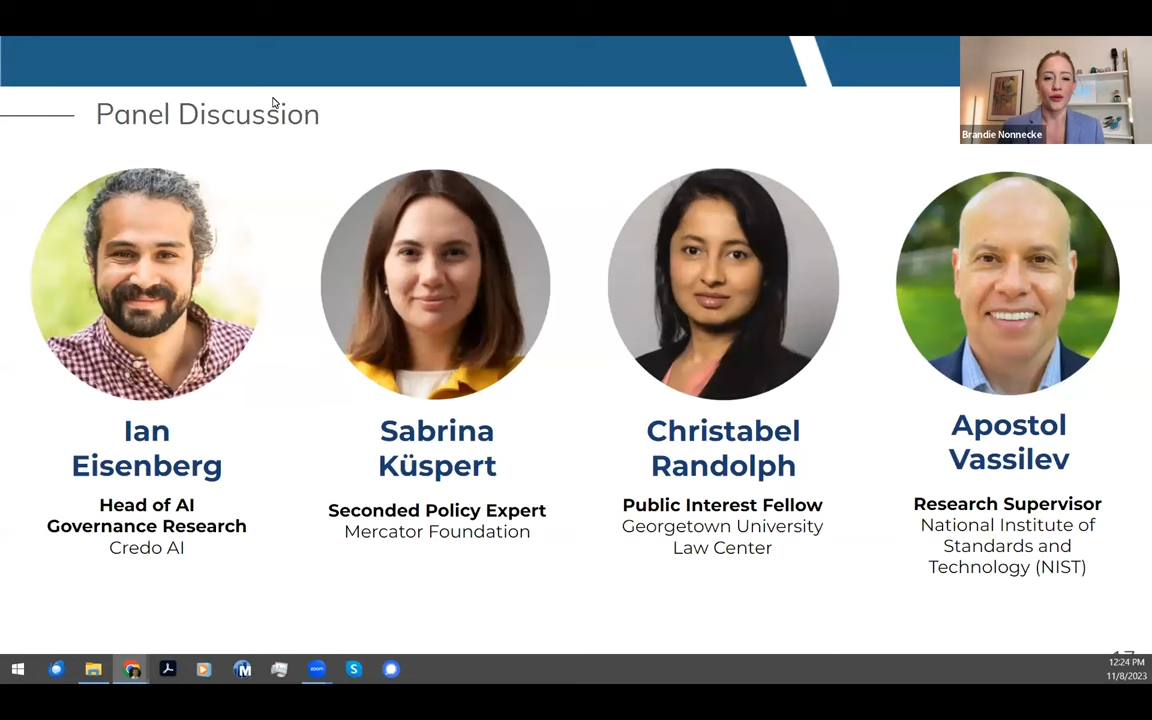 Panel Discussion
Brandie Nonnecke
Ian
Eisenberg
Head of AI
Governance Research
Credo AI
Sabrina
Küspert
Seconded Policy Expert
Mercator Foundation
Christabel
Randolph
Public Interest Fellow
Georgetown University
Law Center
Apostol
Vassilev
Research Supervisor
National Institute of
Standards and
Technology (NIST)
zoom
12:24 PM
11/8/2023